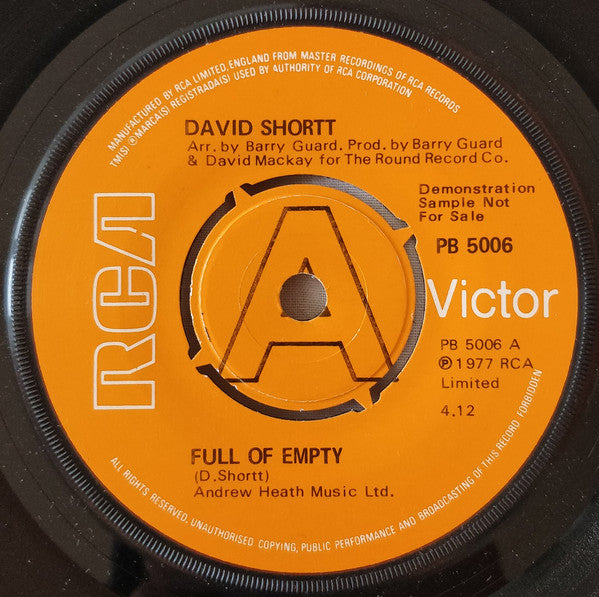 MANUFACTURED BY RCA LIMITED, ENGLAND FROM MASTER RECORDINGS OF RCA RECORDS
TM(S) ® MARCA(S) REGISTRADA(S) USED BY AUTHORITY OF RCA CORPORATION
DAVID SHORTT
Arr. by Barry Guard. Prod. by Barry Guard
& David Mackay for The Round Record Co.
Demonstration
Sample Not
For Sale
PB 5006
A
RCA
Victor
PB 5006 A
℗ 1977 RCA
Limited
4.12
FULL OF EMPTY
(D.Shortt)
Andrew Heath Music Ltd.
ALL RIGHTS RESERVED, UNAUTHORISED COPYING, PUBLIC PERFORMANCE AND BROADCASTING OF THIS RECORD FORBIDDEN